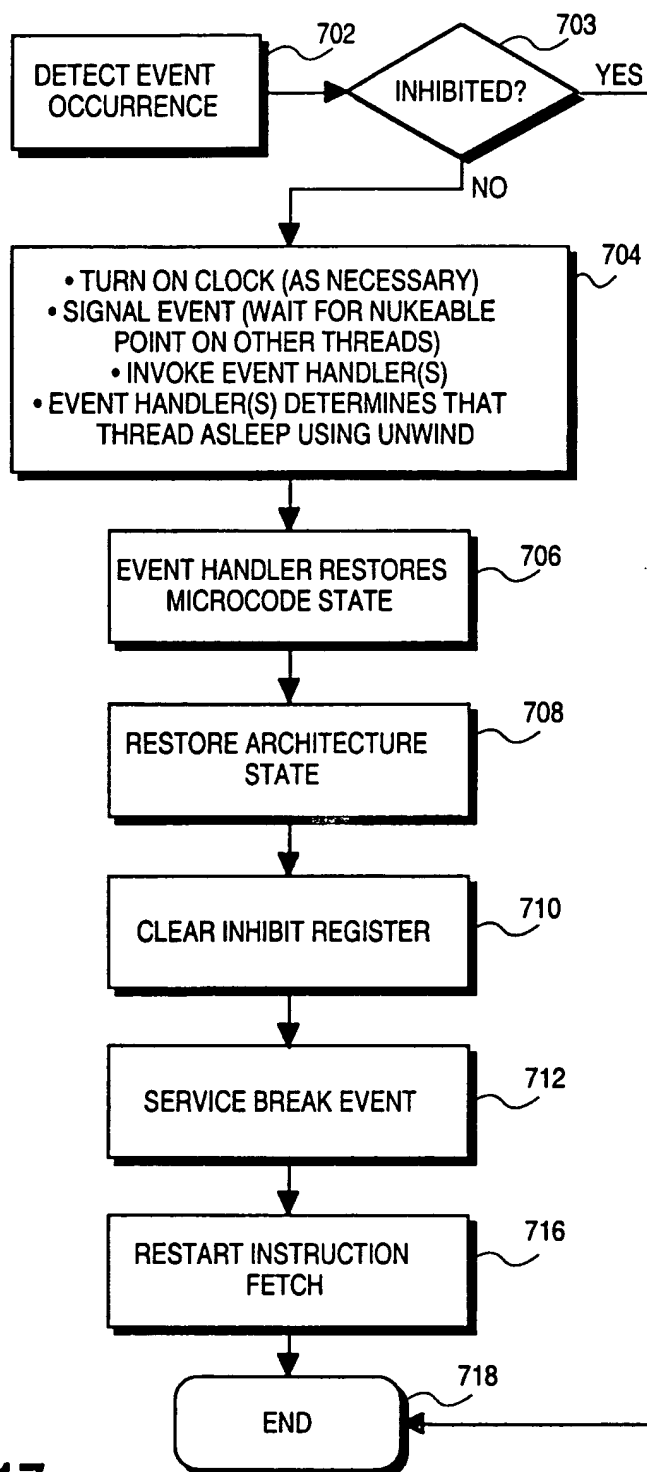 702
DETECT EVENT
OCCURRENCE
703
INHIBITED?
YES
NO
704
• TURN ON CLOCK (AS NECESSARY)
• SIGNAL EVENT (WAIT FOR NUKEABLE
POINT ON OTHER THREADS)
• INVOKE EVENT HANDLER(S)
• EVENT HANDLER(S) DETERMINES THAT
THREAD ASLEEP USING UNWIND
706
EVENT HANDLER RESTORES
MICROCODE STATE
708
RESTORE ARCHITECTURE
STATE
710
CLEAR INHIBIT REGISTER
712
SERVICE BREAK EVENT
716
RESTART INSTRUCTION
FETCH
718
END